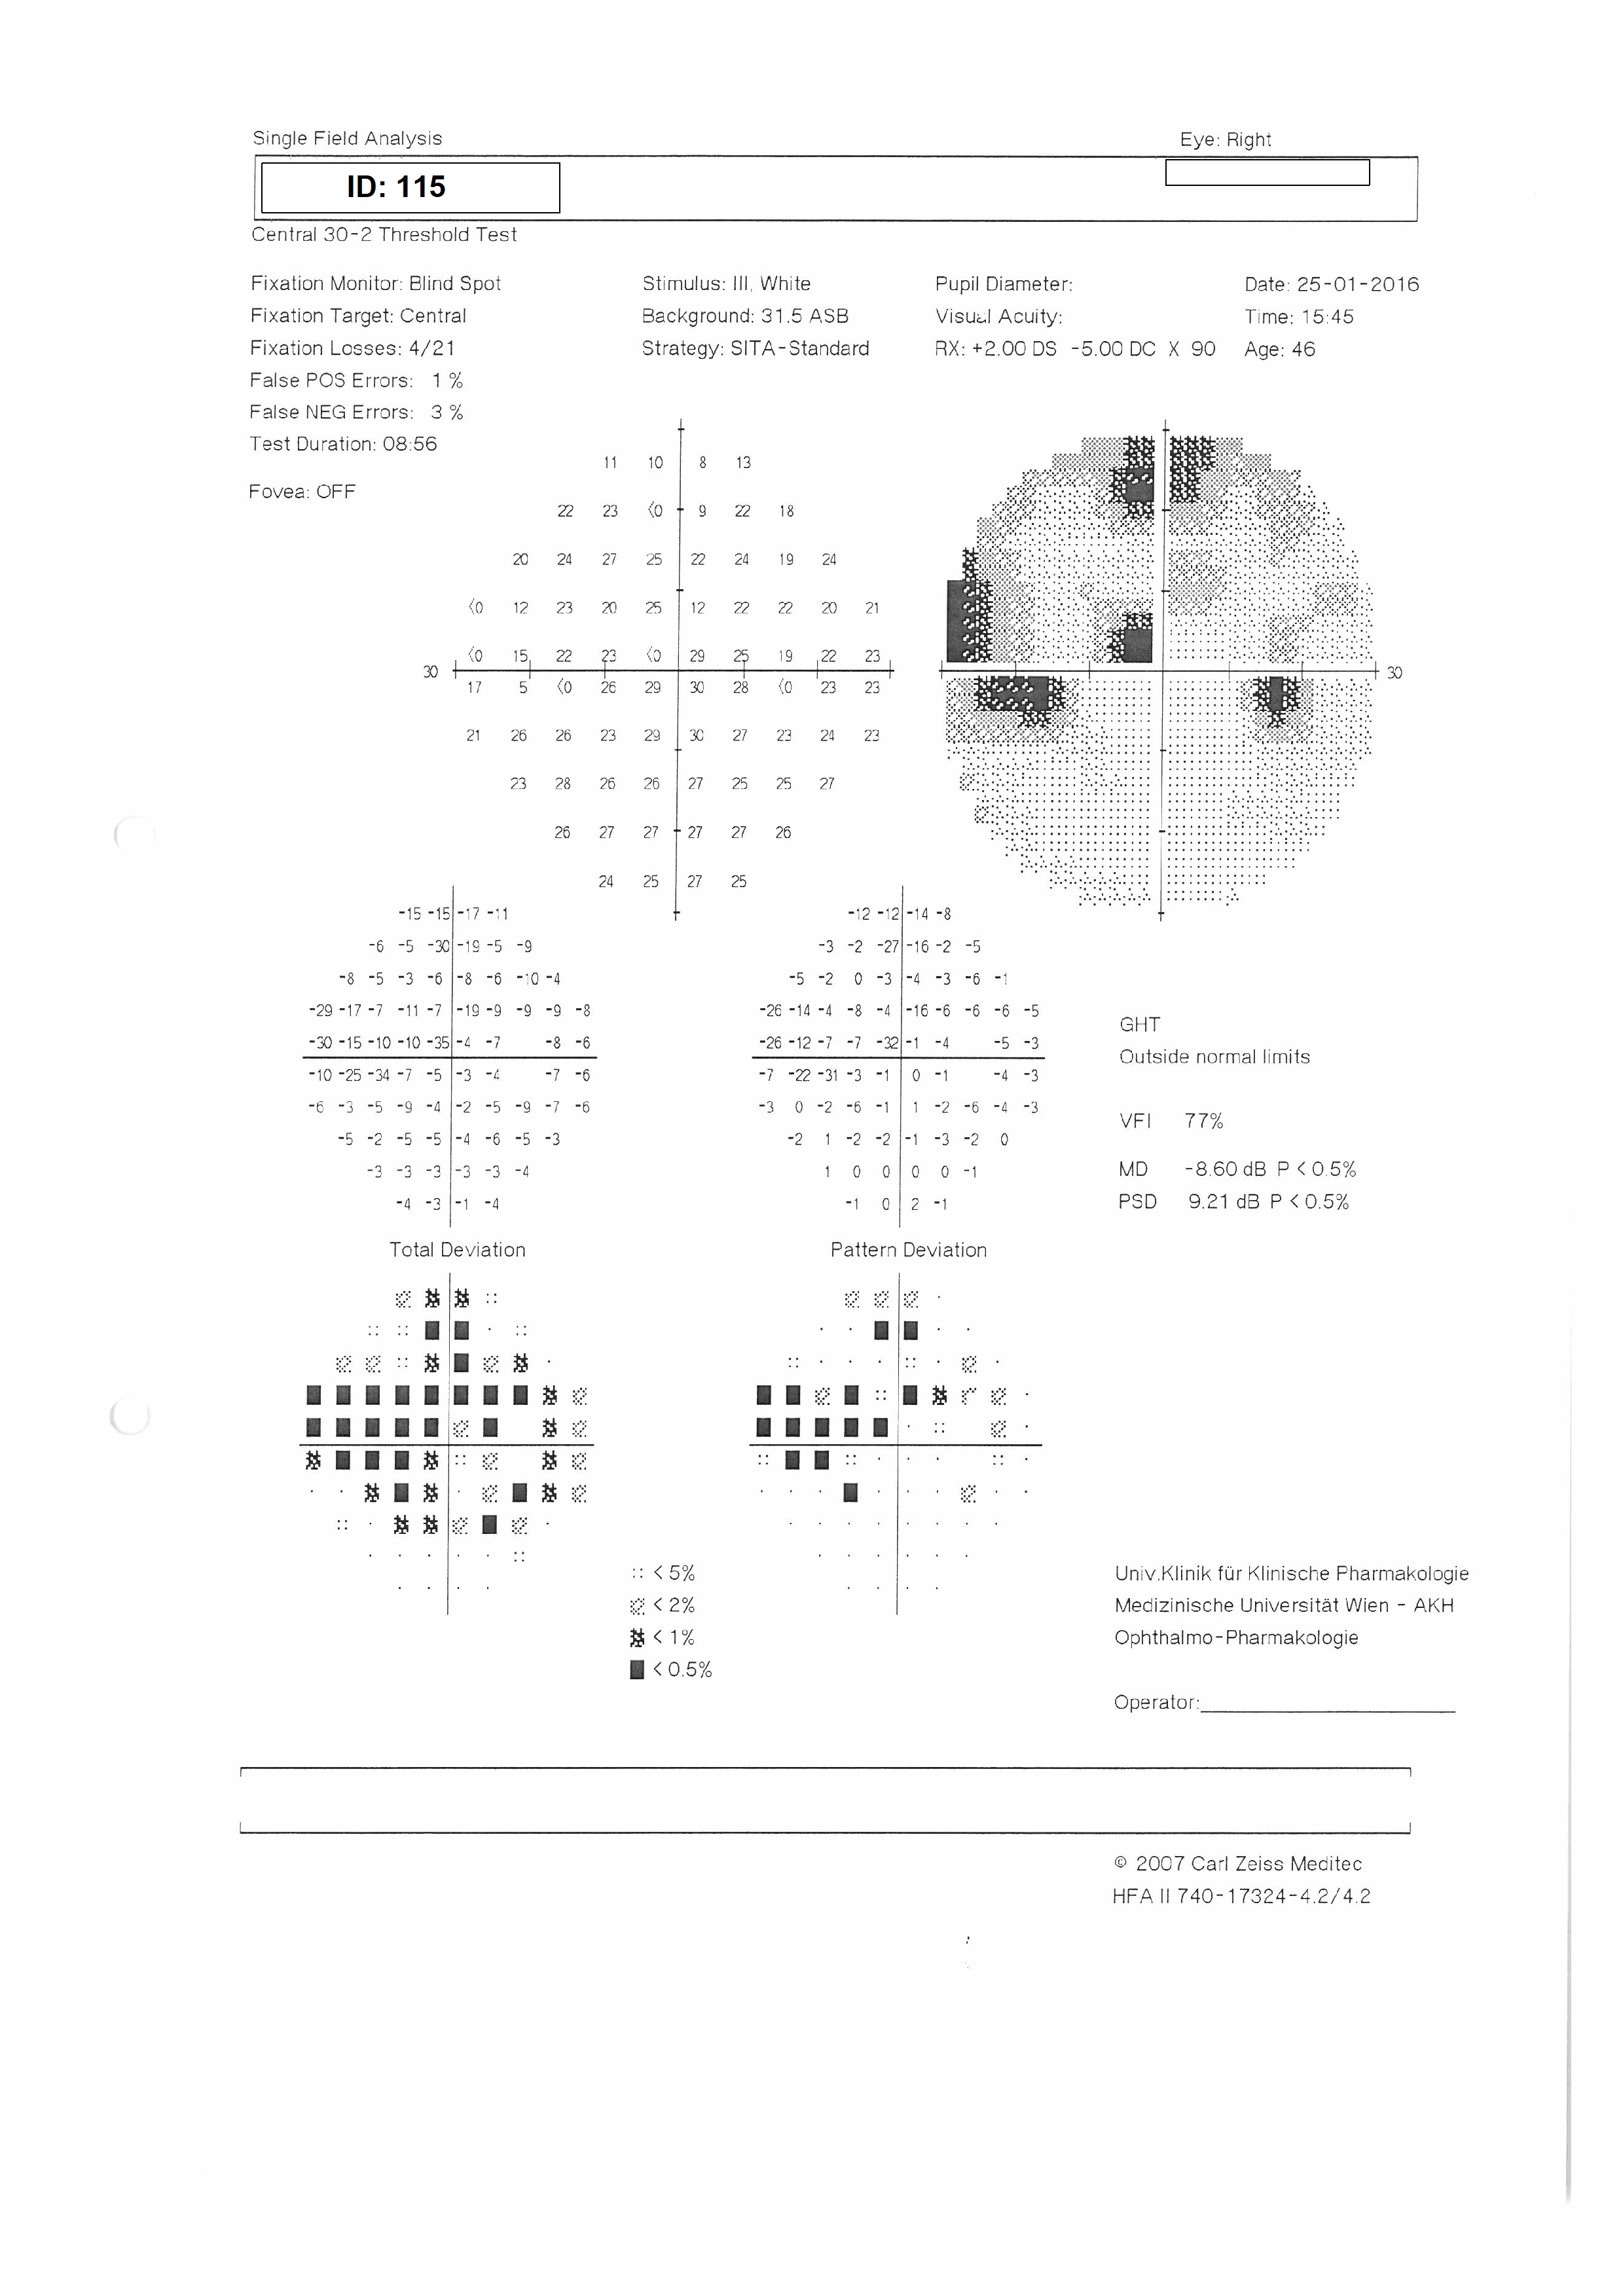 Single Field Analysis Eye: Right
ID: 115
Central 30-2 Threshold Test
Fixation Monitor: Blind Spot Stimulus: III, White Pupil Diameter: Date: 25-01-2016
Fixation Target: Central Background: 31.5 ASB Visual Acuity: Time: 15:45
Fixation Losses: 4/21 Strategy: SITA-Standard RX: +2.00 DS -5.00 DC X 90 Age: 46
False POS Errors: 1 %
False NEG Errors: 3 %
Test Duration: 08:56
Fovea: OFF
11 10 8 13
22 23 <0 9 22 18
20 24 27 25 22 24 19 24
<0 12 23 20 25 12 22 22 20 21
<0 15 22 23 <0 29 25 19 22 23
30 30
17 5 <0 26 29 30 28 <0 23 23
21 26 26 23 29 30 27 23 24 23
23 28 26 26 27 25 25 27
26 27 27 27 27 26
24 25 27 25
-15 -15 -17 -11 -12 -12 -14 -8
-6 -5 -30 -19 -5 -9 -3 -2 -27 -16 -2 -5
-8 -5 -3 -6 -8 -6 -10 -4 -5 -2 0 -3 -4 -3 -6 -1
-29 -17 -7 -11 -7 -19 -9 -9 -9 -8 -26 -14 -4 -8 -4 -16 -6 -6 -6 -5
-30 -15 -10 -10 -35 -4 -7 -8 -6 -26 -12 -7 -7 -32 -1 -4 -5 -3
-10 -25 -34 -7 -5 -3 -4 -7 -6 -7 -22 -31 -3 -1 0 -1 -4 -3
-6 -3 -5 -9 -4 -2 -5 -9 -7 -6 -3 0 -2 -6 -1 1 -2 -6 -4 -3
-5 -2 -5 -5 -4 -6 -5 -3 -2 1 -2 -2 -1 -3 -2 0
-3 -3 -3 -3 -3 -4 1 0 0 0 0 -1
-4 -3 -1 -4 -1 0 2 -1
GHT
Outside normal limits
VFI 77%
MD -8.60 dB P < 0.5%
PSD 9.21 dB P < 0.5%
Total Deviation Pattern Deviation
< 5%
< 2%
< 1%
< 0.5%
Univ.Klinik für Klinische Pharmakologie
Medizinische Universität Wien - AKH
Ophthalmo-Pharmakologie
Operator:
© 2007 Carl Zeiss Meditec
HFA II 740-17324-4.2/4.2